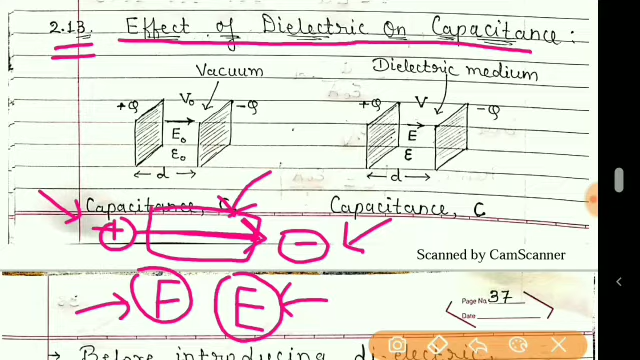 2.13. Effect of Dielectric On Capacitance:
Vacuum Dielectric medium
+Q V₀ -Q +Q V -Q
E₀ E
ε₀ ε
d d
Capacitance, C
+ -
Scanned by CamScanner
F E
Page No. 37
Date
→ Before introducing dielectric,